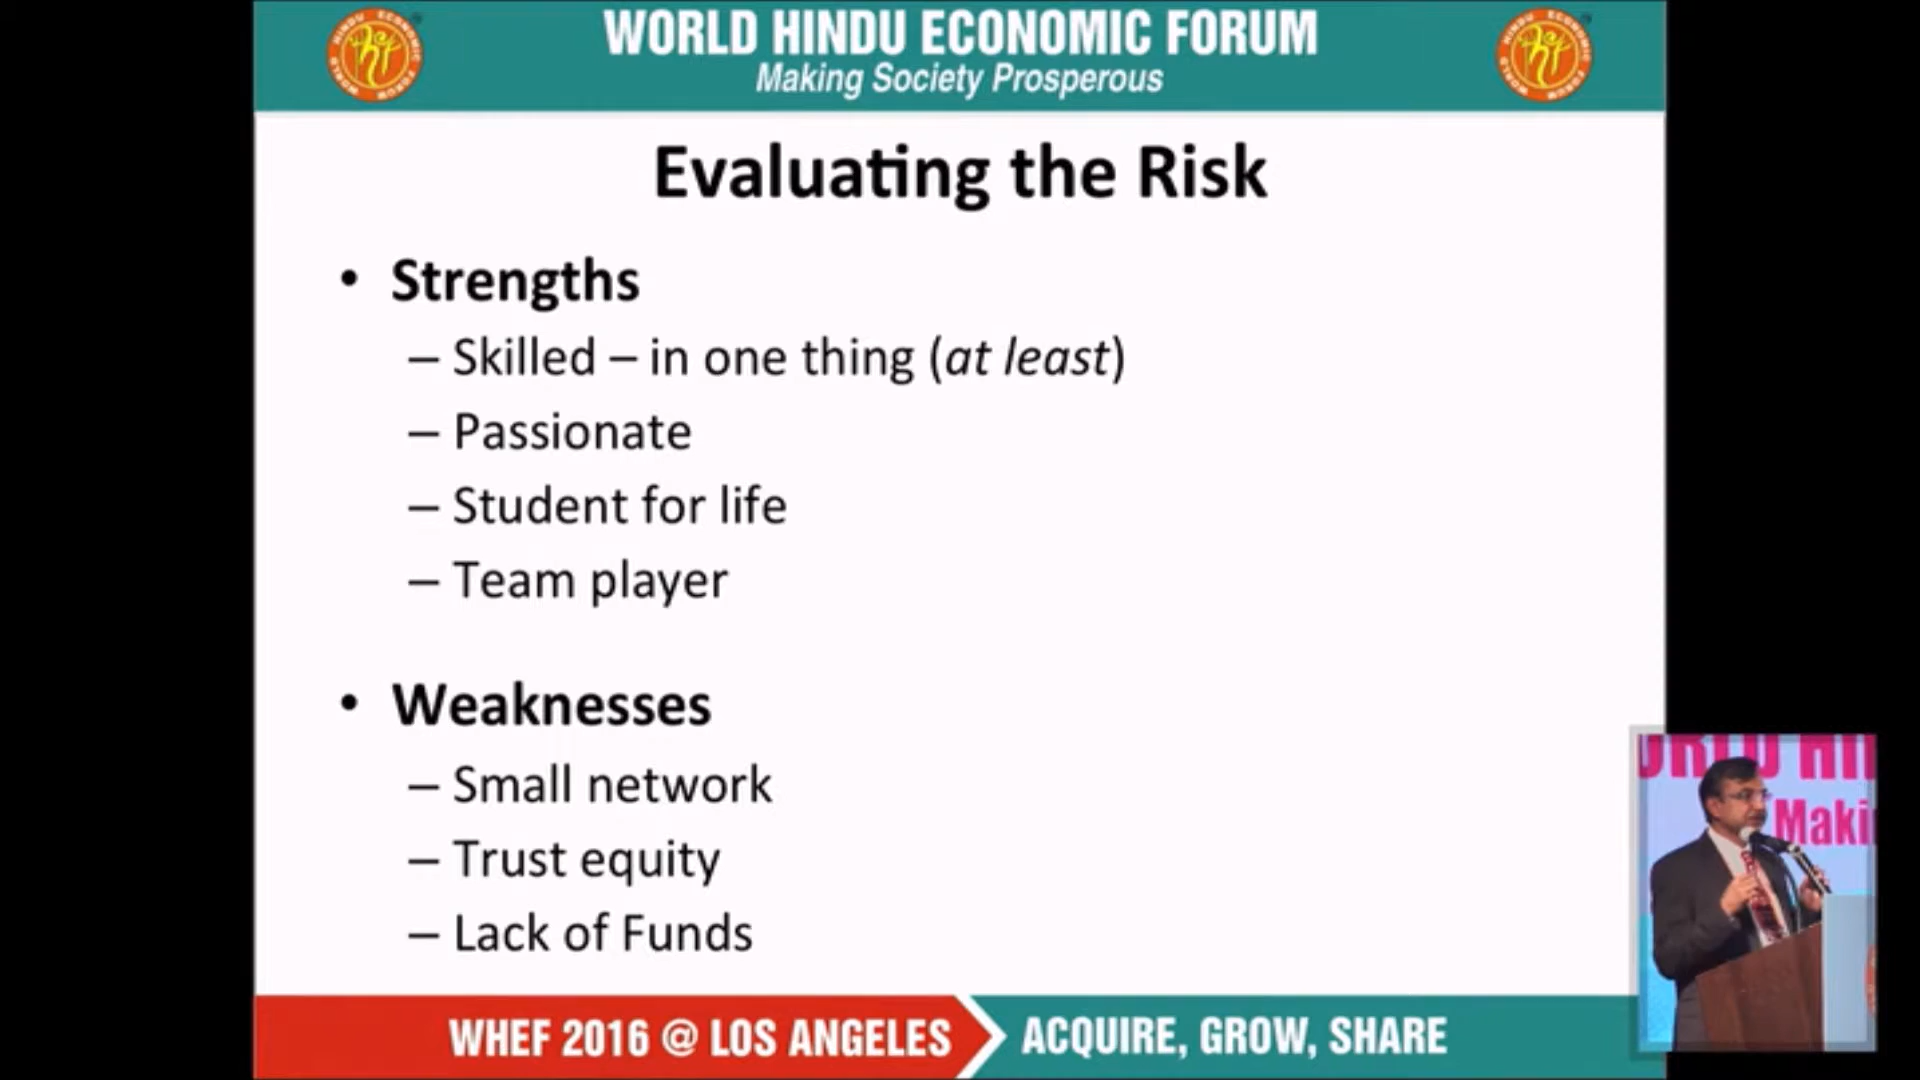 WORLD HINDU ECONOMIC FORUM
Making Society Prosperous
Evaluating the Risk
• Strengths
– Skilled – in one thing (at least)
– Passionate
– Student for life
– Team player
• Weaknesses
– Small network
– Trust equity
– Lack of Funds
Maki
WHEF 2016 @ LOS ANGELES
ACQUIRE, GROW, SHARE